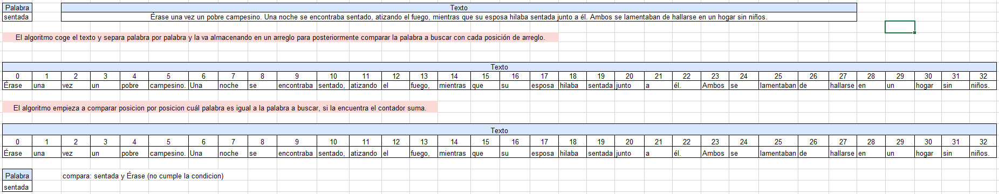 Palabra Texto
sentada Érase una vez un pobre campesino. Una noche se encontraba sentado, atizando el fuego, mientras que su esposa hilaba sentada junto a él. Ambos se lamentaban de hallarse en un hogar sin niños.
El algoritmo coge el texto y separa palabra por palabra y la va almacenando en un arreglo para posteriormente comparar la palabra a buscar con cada posición de arreglo.
Texto
0 1 2 3 4 5 6 7 8 9 10 11 12 13 14 15 16 17 18 19 20 21 22 23 24 25 26 27 28 29 30 31 32
Érase una vez un pobre campesino. Una noche se encontraba sentado, atizando el fuego, mientras que su esposa hilaba sentada junto a él. Ambos se lamentaban de hallarse en un hogar sin niños.
El algoritmo empieza a comparar posicion por posicion cuál palabra es igual a la palabra a buscar, si la encuentra el contador suma.
Texto
0 1 2 3 4 5 6 7 8 9 10 11 12 13 14 15 16 17 18 19 20 21 22 23 24 25 26 27 28 29 30 31 32
Érase una vez un pobre campesino. Una noche se encontraba sentado, atizando el fuego, mientras que su esposa hilaba sentada junto a él. Ambos se lamentaban de hallarse en un hogar sin niños.
Palabra compara: sentada y Érase (no cumple la condicion)
sentada